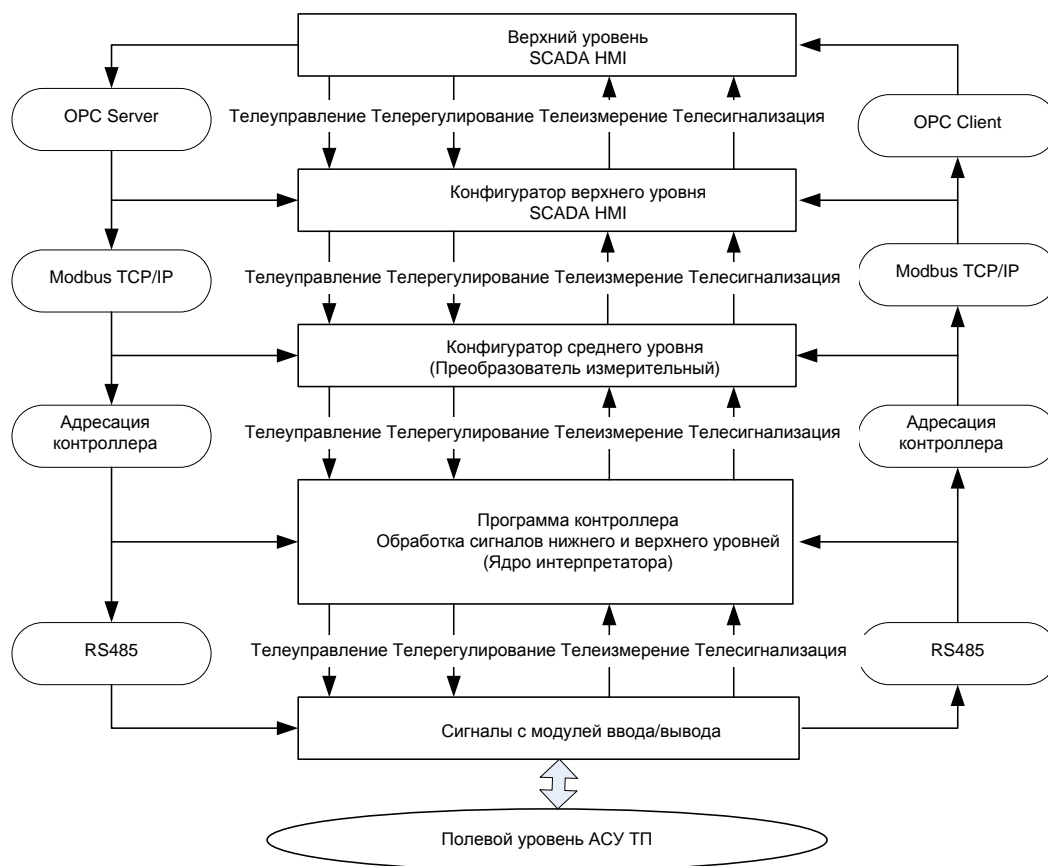 Верхний уровень
SCADA HMI
OPC Server
Телеуправление Телерегулирование Телеизмерение Телесигнализация
OPC Client
Конфигуратор верхнего уровня
SCADA HMI
Modbus TCP/IP
Телеуправление Телерегулирование Телеизмерение Телесигнализация
Modbus TCP/IP
Конфигуратор среднего уровня
(Преобразователь измерительный)
Адресация
контроллера
Телеуправление Телерегулирование Телеизмерение Телесигнализация
Адресация
контроллера
Программа контроллера
Обработка сигналов нижнего и верхнего уровней
(Ядро интерпретатора)
RS485
Телеуправление Телерегулирование Телеизмерение Телесигнализация
RS485
Сигналы с модулей ввода/вывода
Полевой уровень АСУ ТП